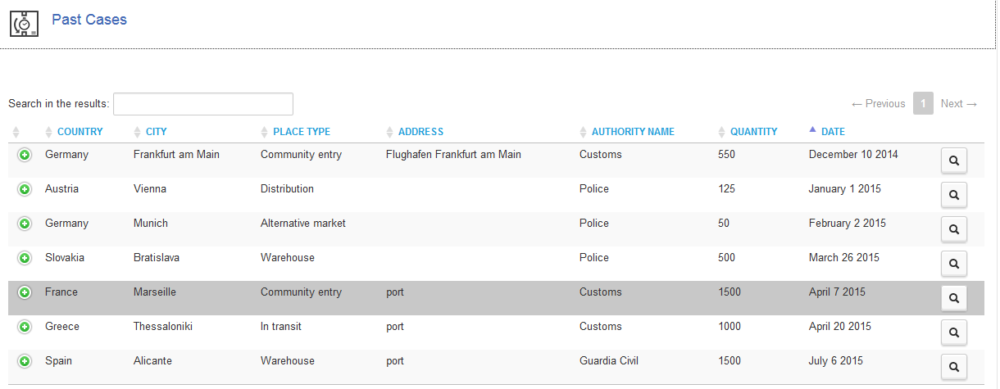 Past Cases
Search in the results:
← Previous 1 Next →
COUNTRY CITY PLACE TYPE ADDRESS AUTHORITY NAME QUANTITY DATE
Germany Frankfurt am Main Community entry Flughafen Frankfurt am Main Customs 550 December 10 2014
Austria Vienna Distribution Police 125 January 1 2015
Germany Munich Alternative market Police 50 February 2 2015
Slovakia Bratislava Warehouse Police 500 March 26 2015
France Marseille Community entry port Customs 1500 April 7 2015
Greece Thessaloniki In transit port Customs 1000 April 20 2015
Spain Alicante Warehouse port Guardia Civil 1500 July 6 2015